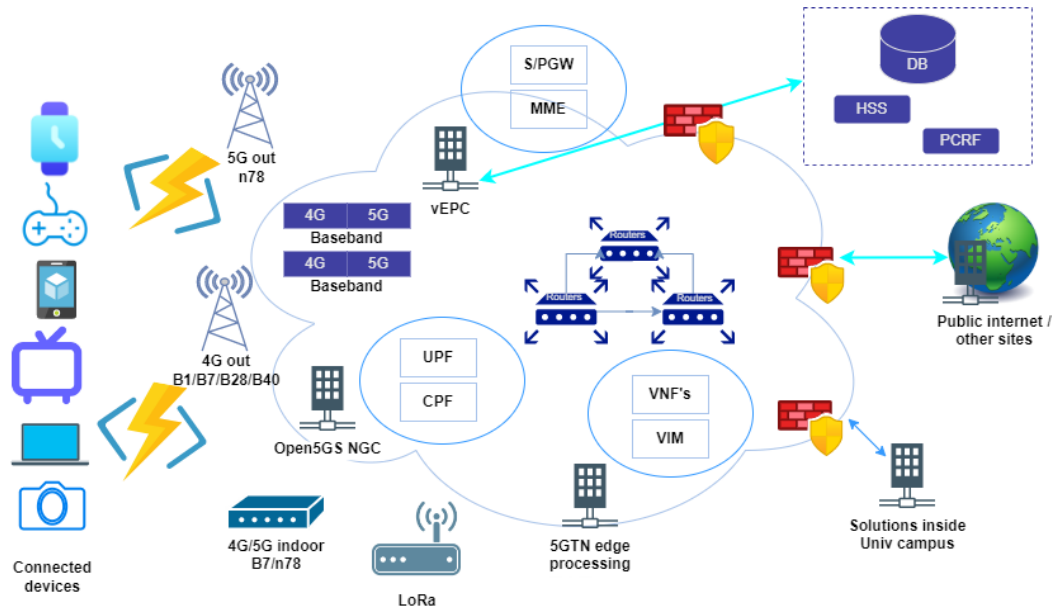 S/PGW
MME
DB
HSS
PCRF
5G out
n78
vEPC
4G 5G
Baseband
4G 5G
Baseband
Routers
Routers
Routers
Public internet /
other sites
4G out
B1/B7/B28/B40
UPF
CPF
VNF's
VIM
Open5GS NGC
4G/5G indoor
B7/n78
LoRa
5GTN edge
processing
Solutions inside
Univ campus
Connected
devices